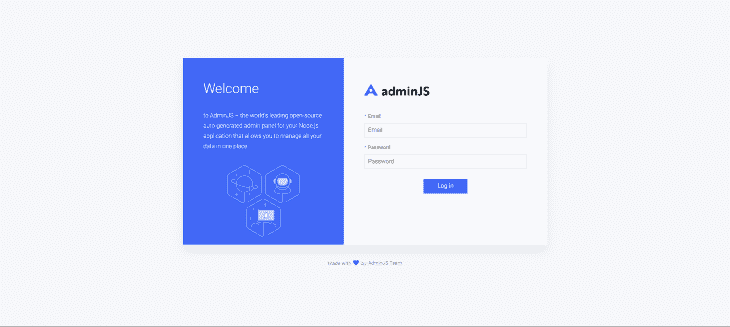 Welcome
to AdminJS – the world's leading open-source
auto-generated admin panel for your Node.js
application that allows you to manage all your
data in one place
adminJS
* Email
Email
* Password
Password
Log in
Made with by AdminJS Team